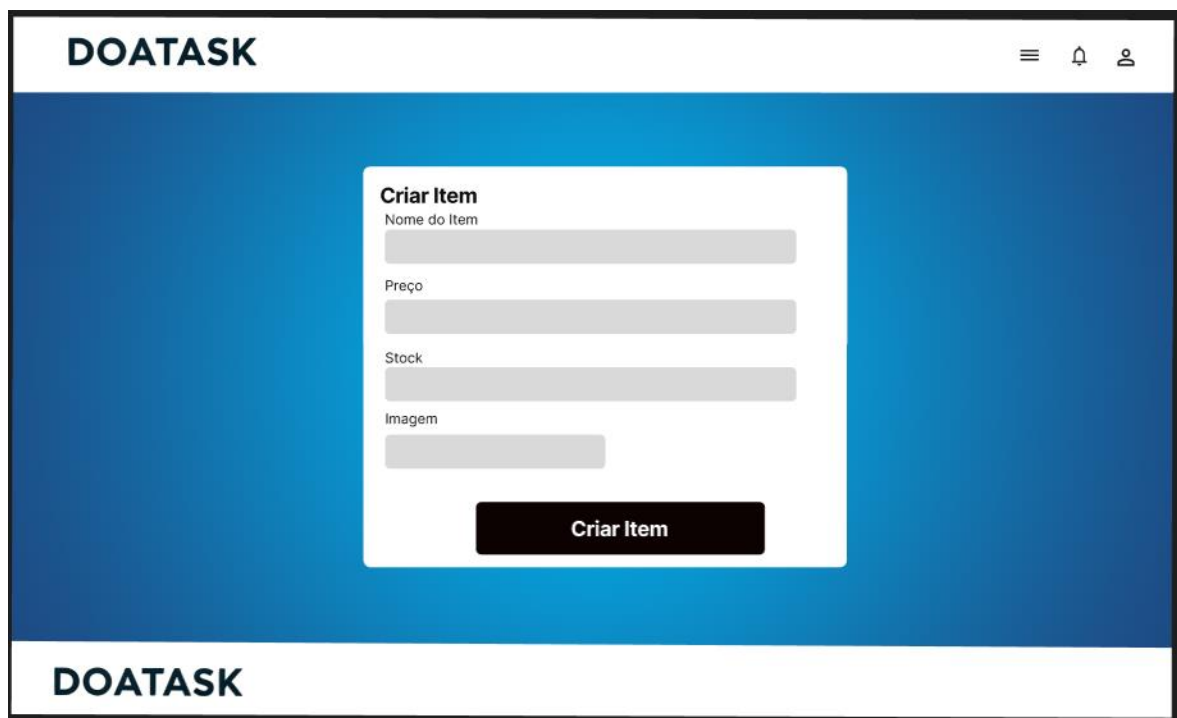 DOATASK
Criar Item
Nome do Item
Preço
Stock
Imagem
Criar Item
DOATASK